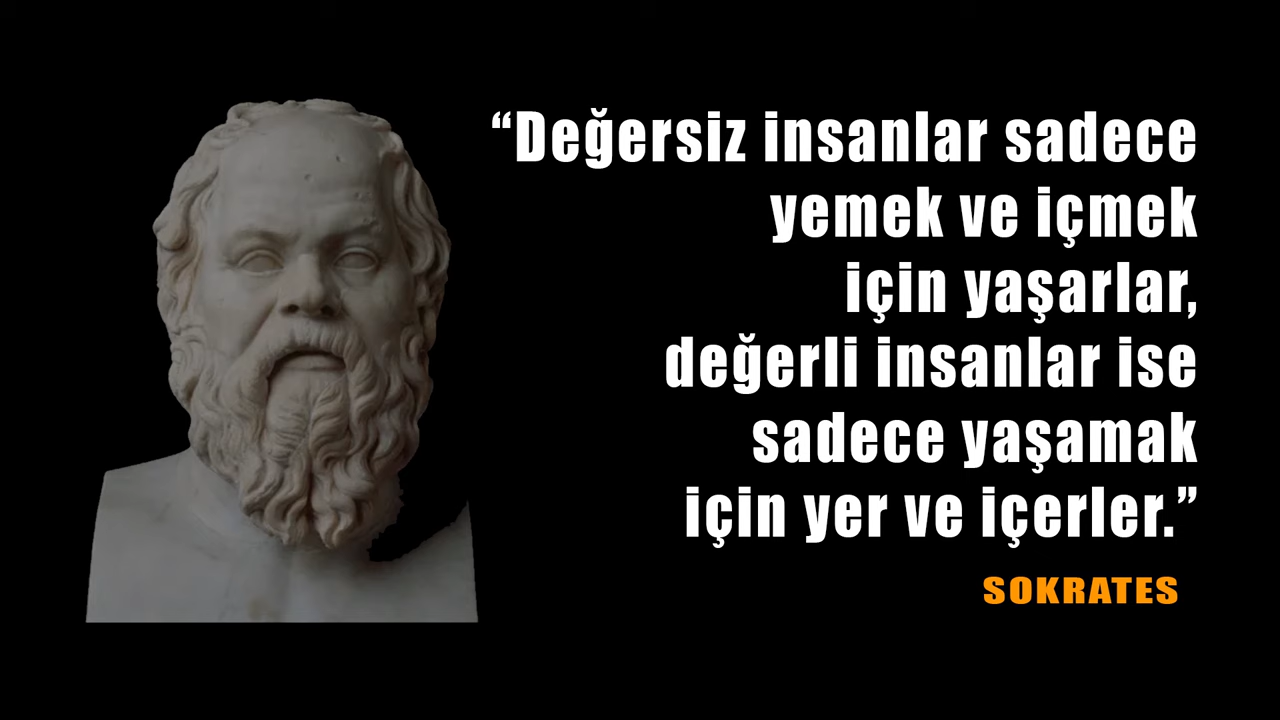 “Değersiz insanlar sadece
yemek ve içmek
için yaşarlar,
değerli insanlar ise
sadece yaşamak
için yer ve içerler.”
SOKRATES